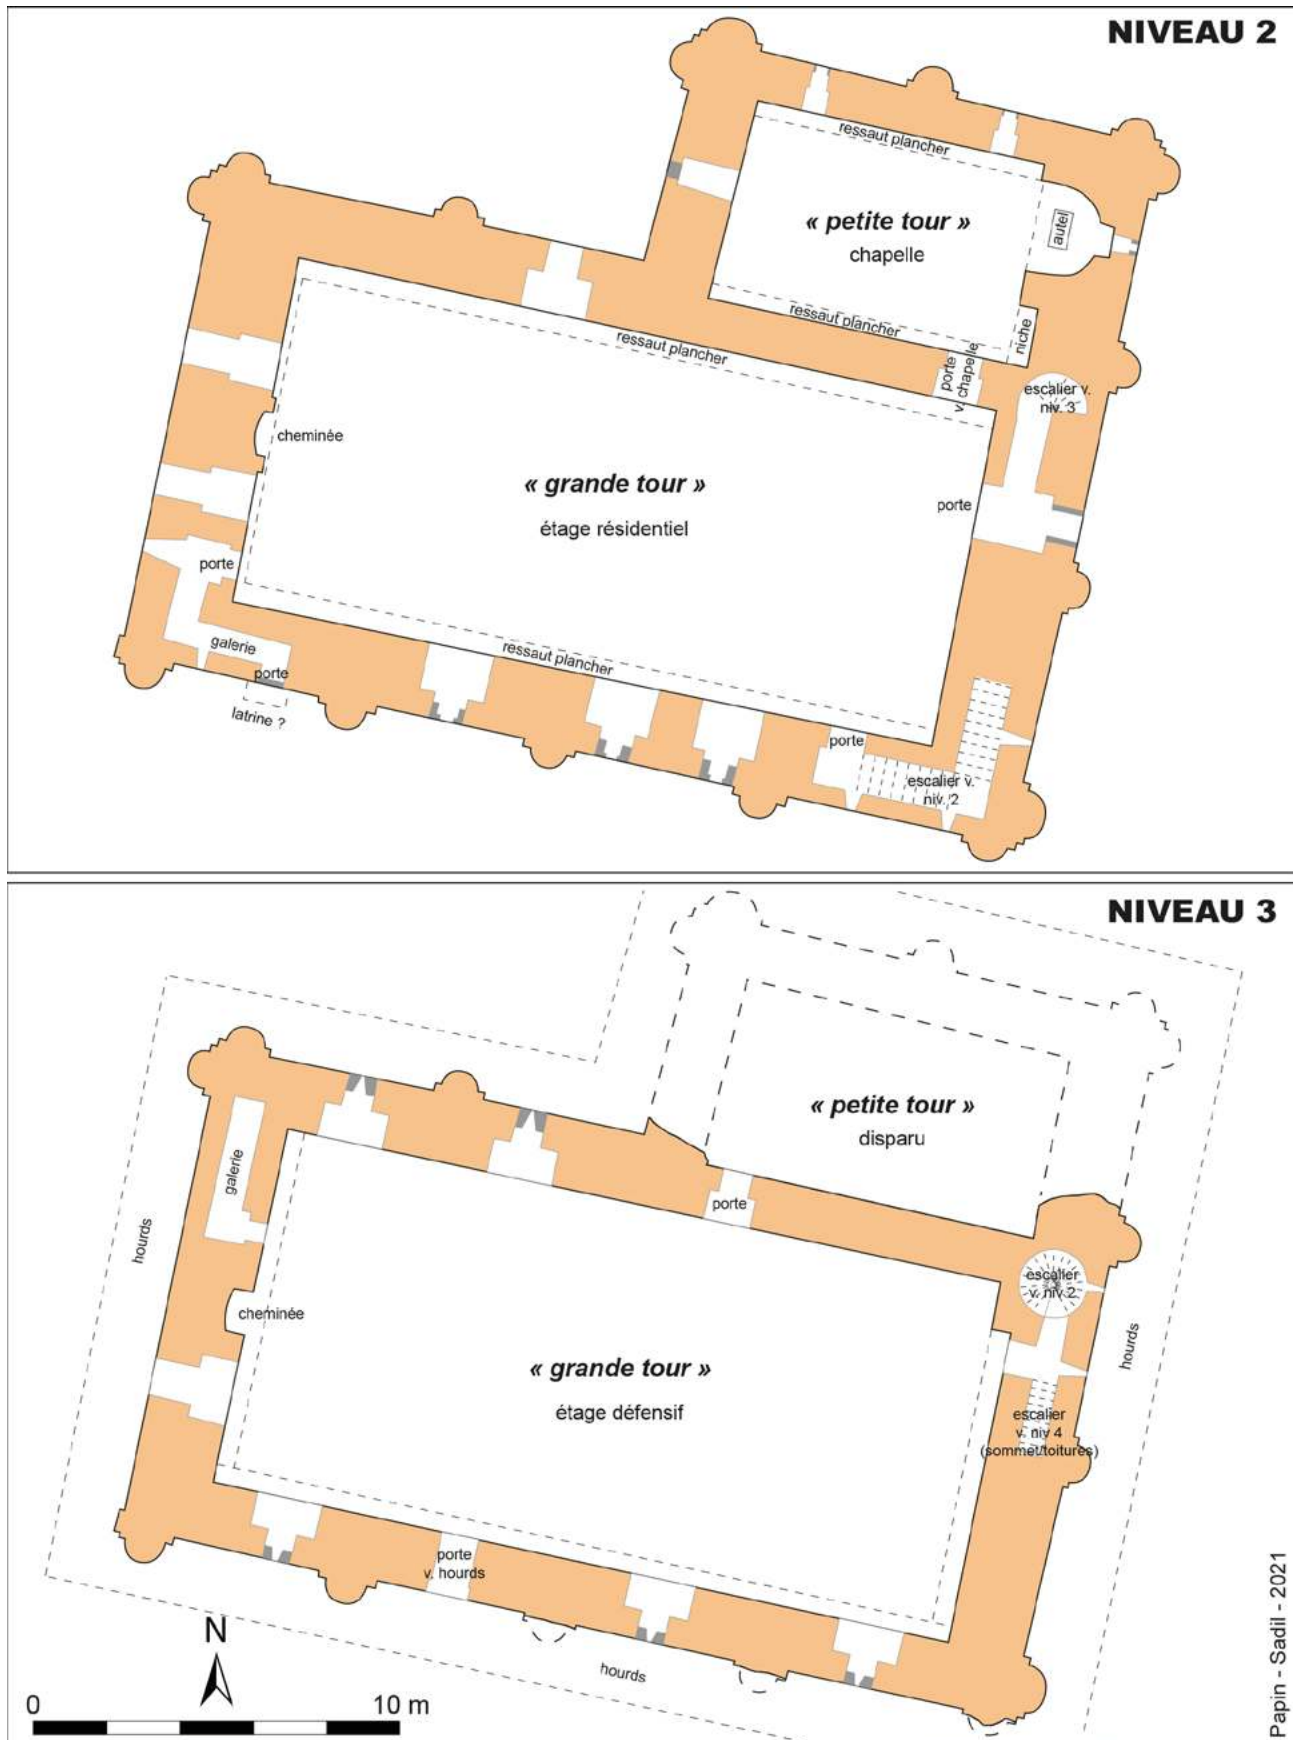 NIVEAU 2
ressaut plancher
« petite tour »
chapelle
autel
ressaut plancher
niche
ressaut plancher
porte
v. chapelle
escalier v.
niv. 3
cheminée
« grande tour »
étage résidentiel
porte
porte
galerie
porte
latrine ?
ressaut plancher
porte
escalier v.
niv. 2
NIVEAU 3
« petite tour »
disparu
galerie
porte
hourds
escalier
v. niv 2
cheminée
hourds
« grande tour »
étage défensif
escalier
v. niv 4
(sommet/toitures)
porte
v. hourds
hourds
N
0
10 m
Papin - Sadil - 2021